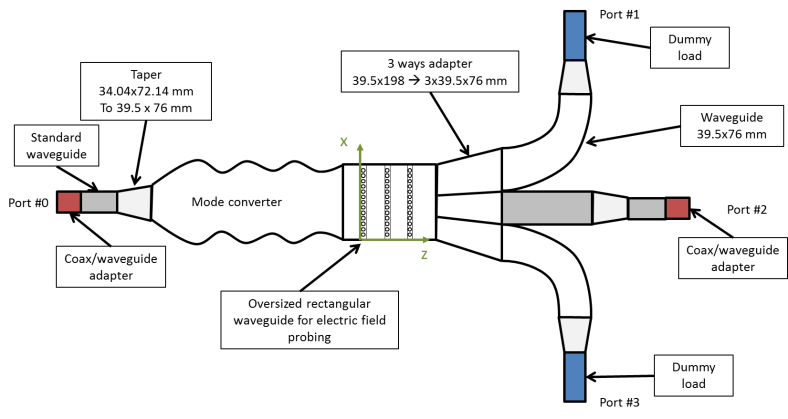 Port #1
Dummy
load
3 ways adapter
39.5x198 → 3x39.5x76 mm
Taper
34.04x72.14 mm
To 39.5 x 76 mm
Waveguide
39.5x76 mm
Standard
waveguide
X
Mode converter
Port #0
Port #2
Z
Coax/waveguide
adapter
Coax/waveguide
adapter
Oversized rectangular
waveguide for electric field
probing
Dummy
load
Port #3